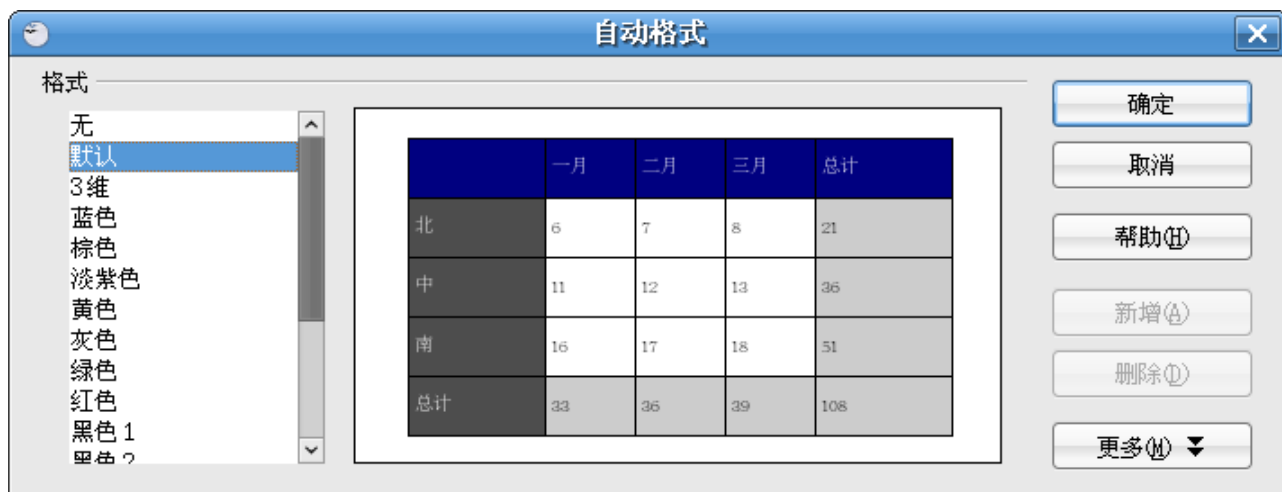 自动格式
格式
无
默认
3维
蓝色
棕色
淡紫色
黄色
灰色
绿色
红色
黑色 1
黑色 2
一月 二月 三月 总计
北 6 7 8 21
中 11 12 13 36
南 16 17 18 51
总计 33 36 39 108
确定
取消
帮助(H)
新增(A)
删除(D)
更多(M)